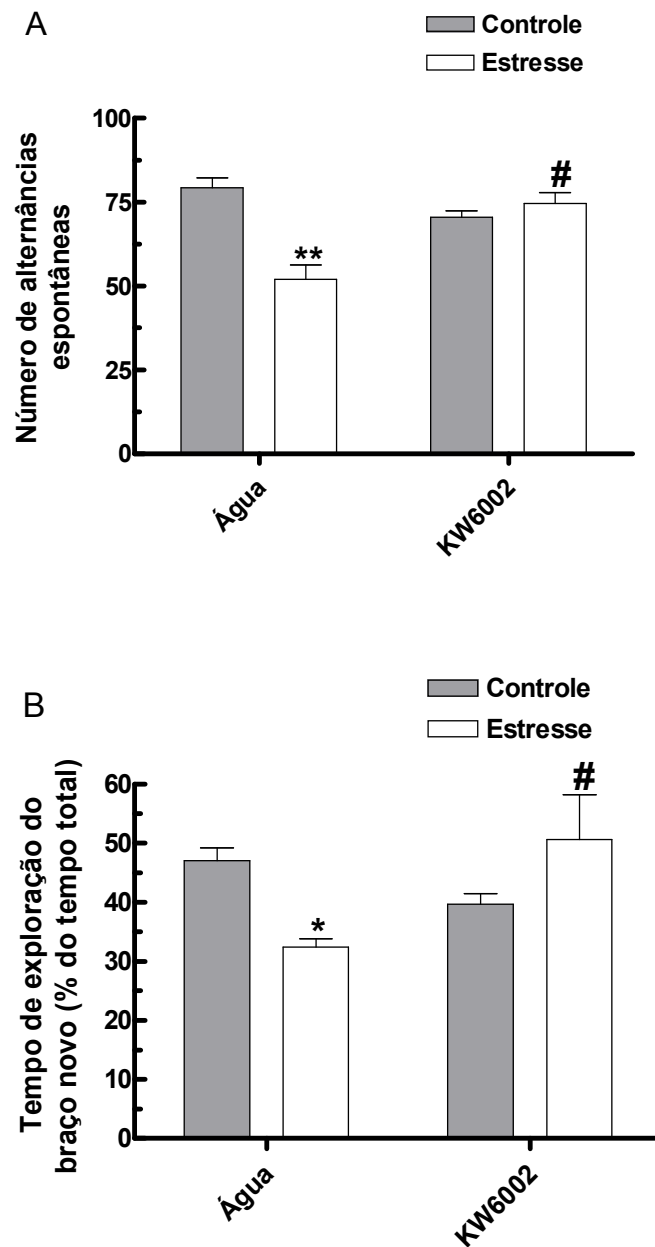 A
Controle
Estresse
Número de alternâncias
espontâneas
100
75
50
25
0
**
#
Água
KW6002
B
Controle
Estresse
Tempo de exploração do
braço novo (% do tempo total)
60
50
40
30
20
10
0
*
#
Água
KW6002